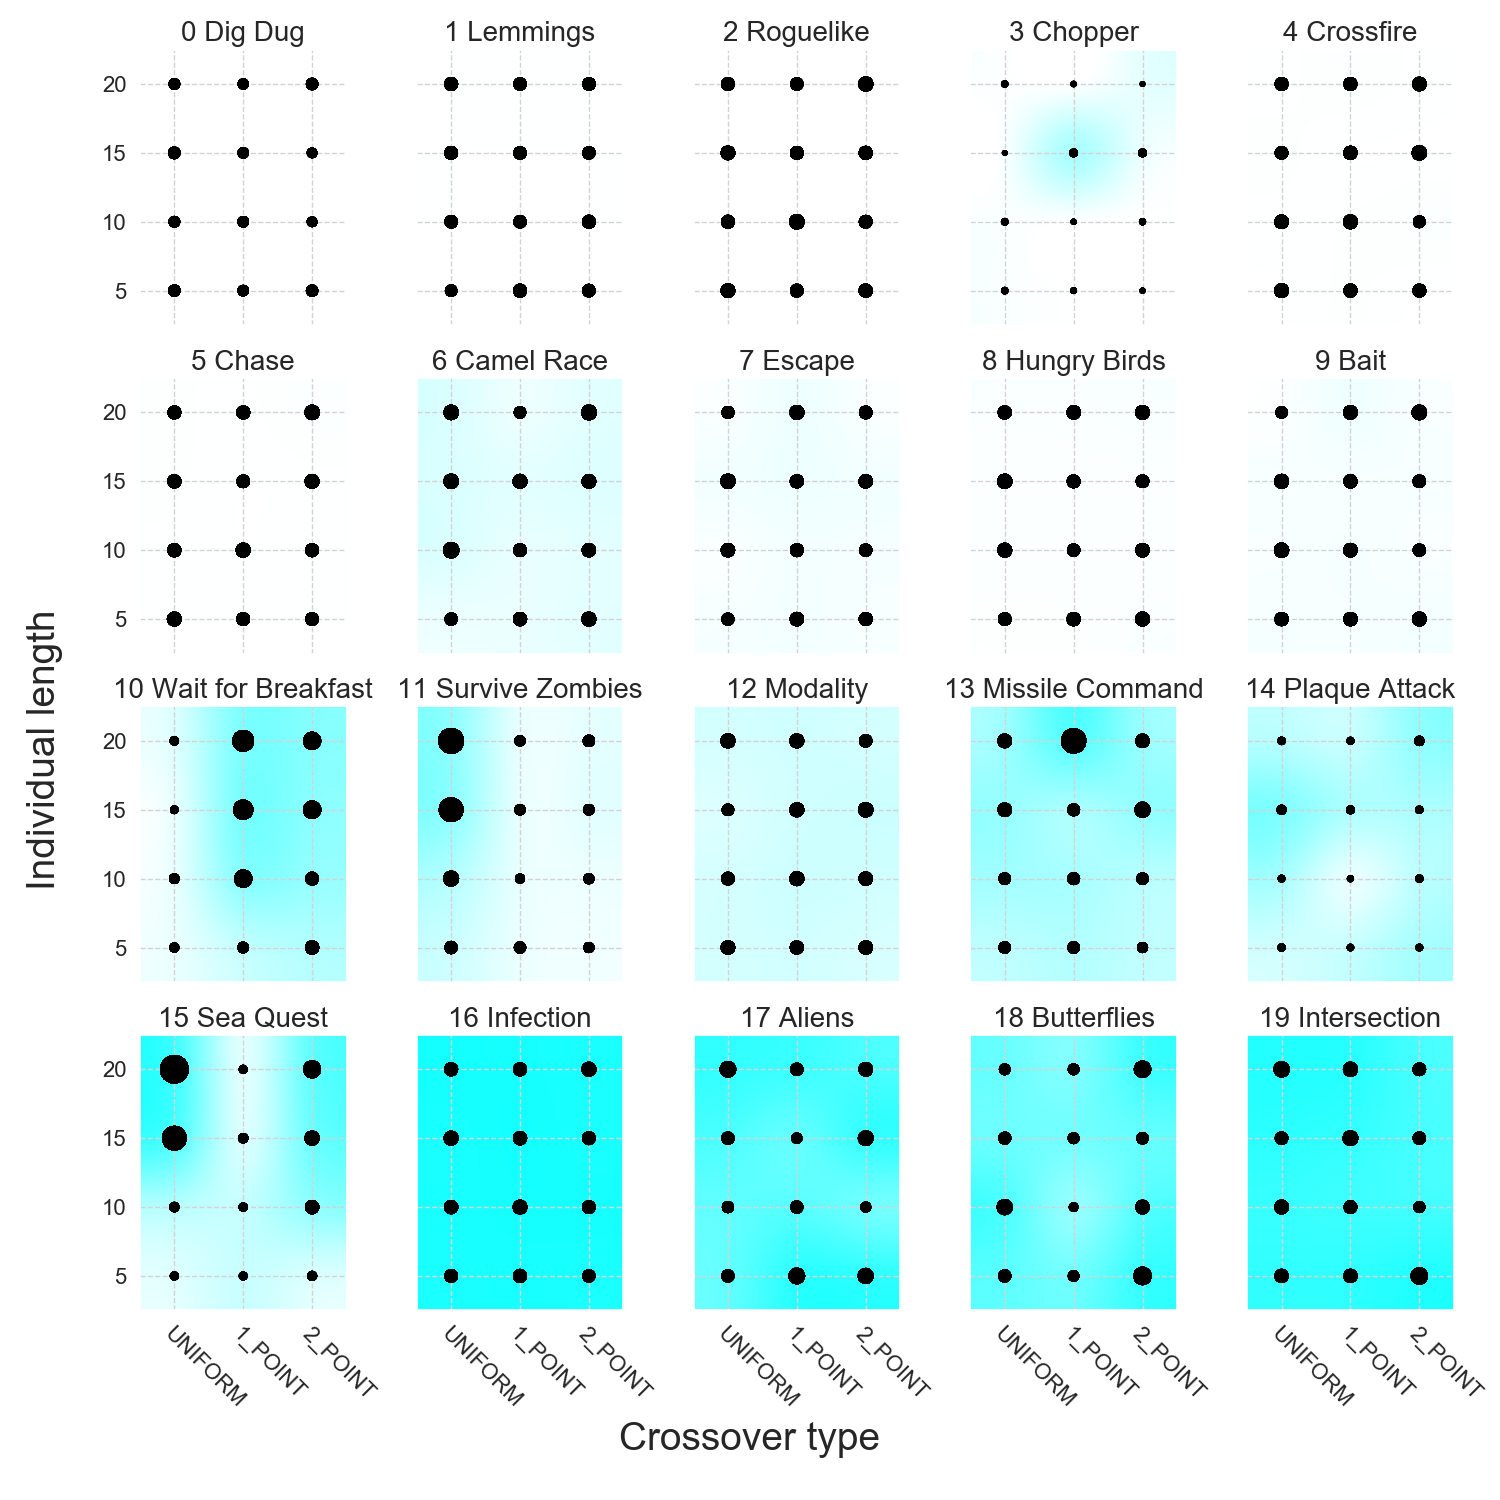 0 Dig Dug
1 Lemmings
2 Roguelike
3 Chopper
4 Crossfire
20
15
10
5
5 Chase
6 Camel Race
7 Escape
8 Hungry Birds
9 Bait
20
15
10
5
Individual length
10 Wait for Breakfast
11 Survive Zombies
12 Modality
13 Missile Command
14 Plaque Attack
20
15
10
5
15 Sea Quest
16 Infection
17 Aliens
18 Butterflies
19 Intersection
20
15
10
5
UNIFORM
1_POINT
2_POINT
UNIFORM
1_POINT
2_POINT
UNIFORM
1_POINT
2_POINT
UNIFORM
1_POINT
2_POINT
UNIFORM
1_POINT
2_POINT
Crossover type